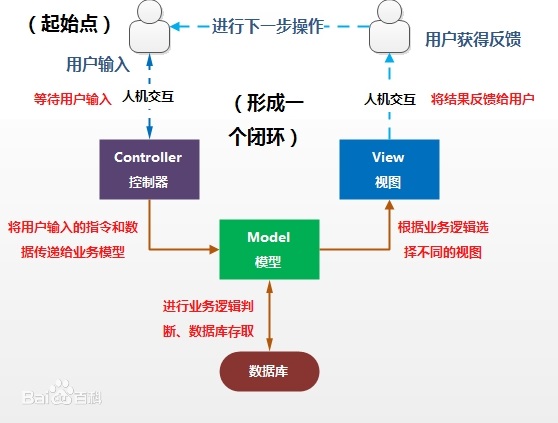 （起始点）
进行下一步操作
用户获得反馈
用户输入
等待用户输入
人机交互
（形成一
个闭环）
人机交互
将结果反馈给用户
Controller
控制器
View
视图
将用户输入的指令和数
据传递给业务模型
Model
模型
根据业务逻辑选
择不同的视图
进行业务逻辑判
断、数据库存取
数据库
Baidu百科